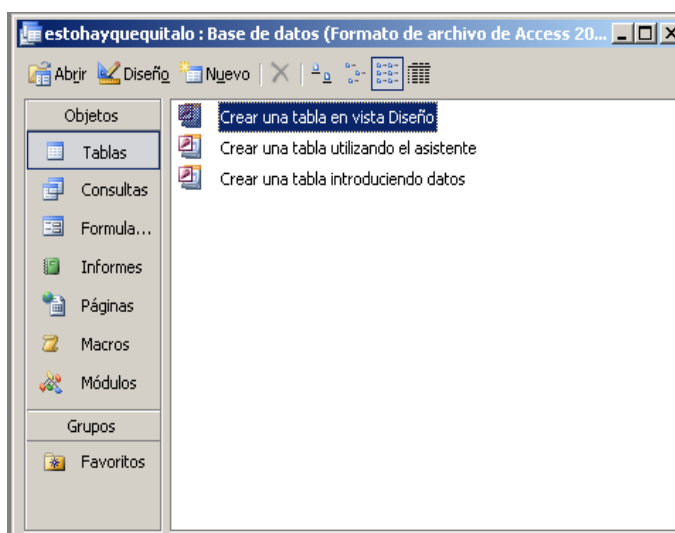 estohayquequitalo : Base de datos (Formato de archivo de Access 20...
Abrir Diseño Nuevo
Objetos
Crear una tabla en vista Diseño
Tablas
Crear una tabla utilizando el asistente
Consultas
Crear una tabla introduciendo datos
Formula...
Informes
Páginas
Macros
Módulos
Grupos
Favoritos